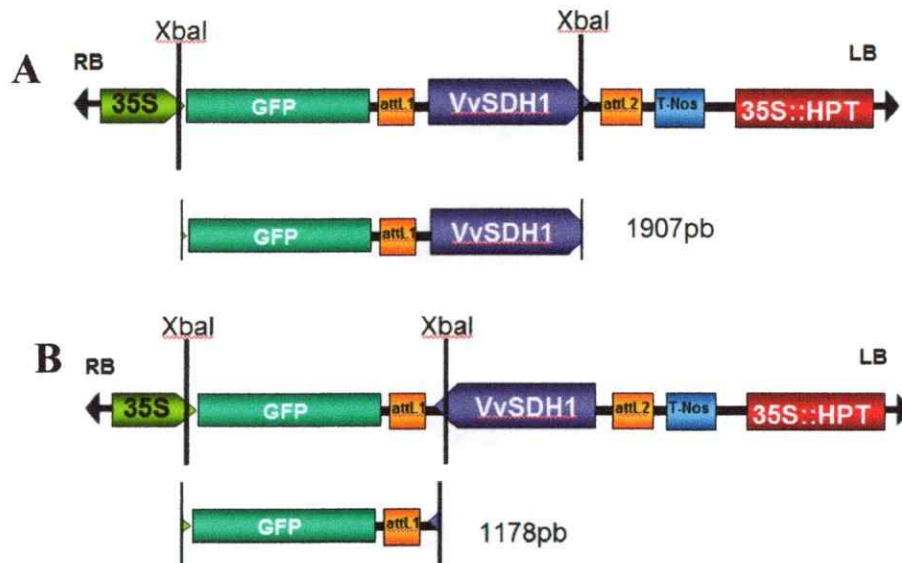 XbaI XbaI
A RB LB
35S GFP attL1 VvSDH1 attL2 T-Nos 35S::HPT
GFP attL1 VvSDH1 1907pb
XbaI XbaI
B RB LB
35S GFP attL1 VvSDH1 attL2 T-Nos 35S::HPT
GFP attL1 1178pb